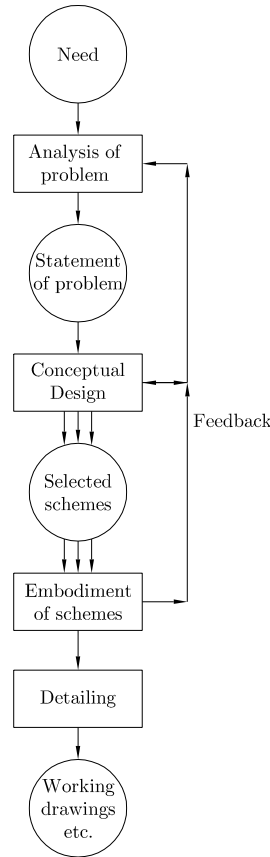 Need
Analysis of
problem
Statement
of problem
Conceptual
Design
Feedback
Selected
schemes
Embodiment
of schemes
Detailing
Working
drawings
etc.